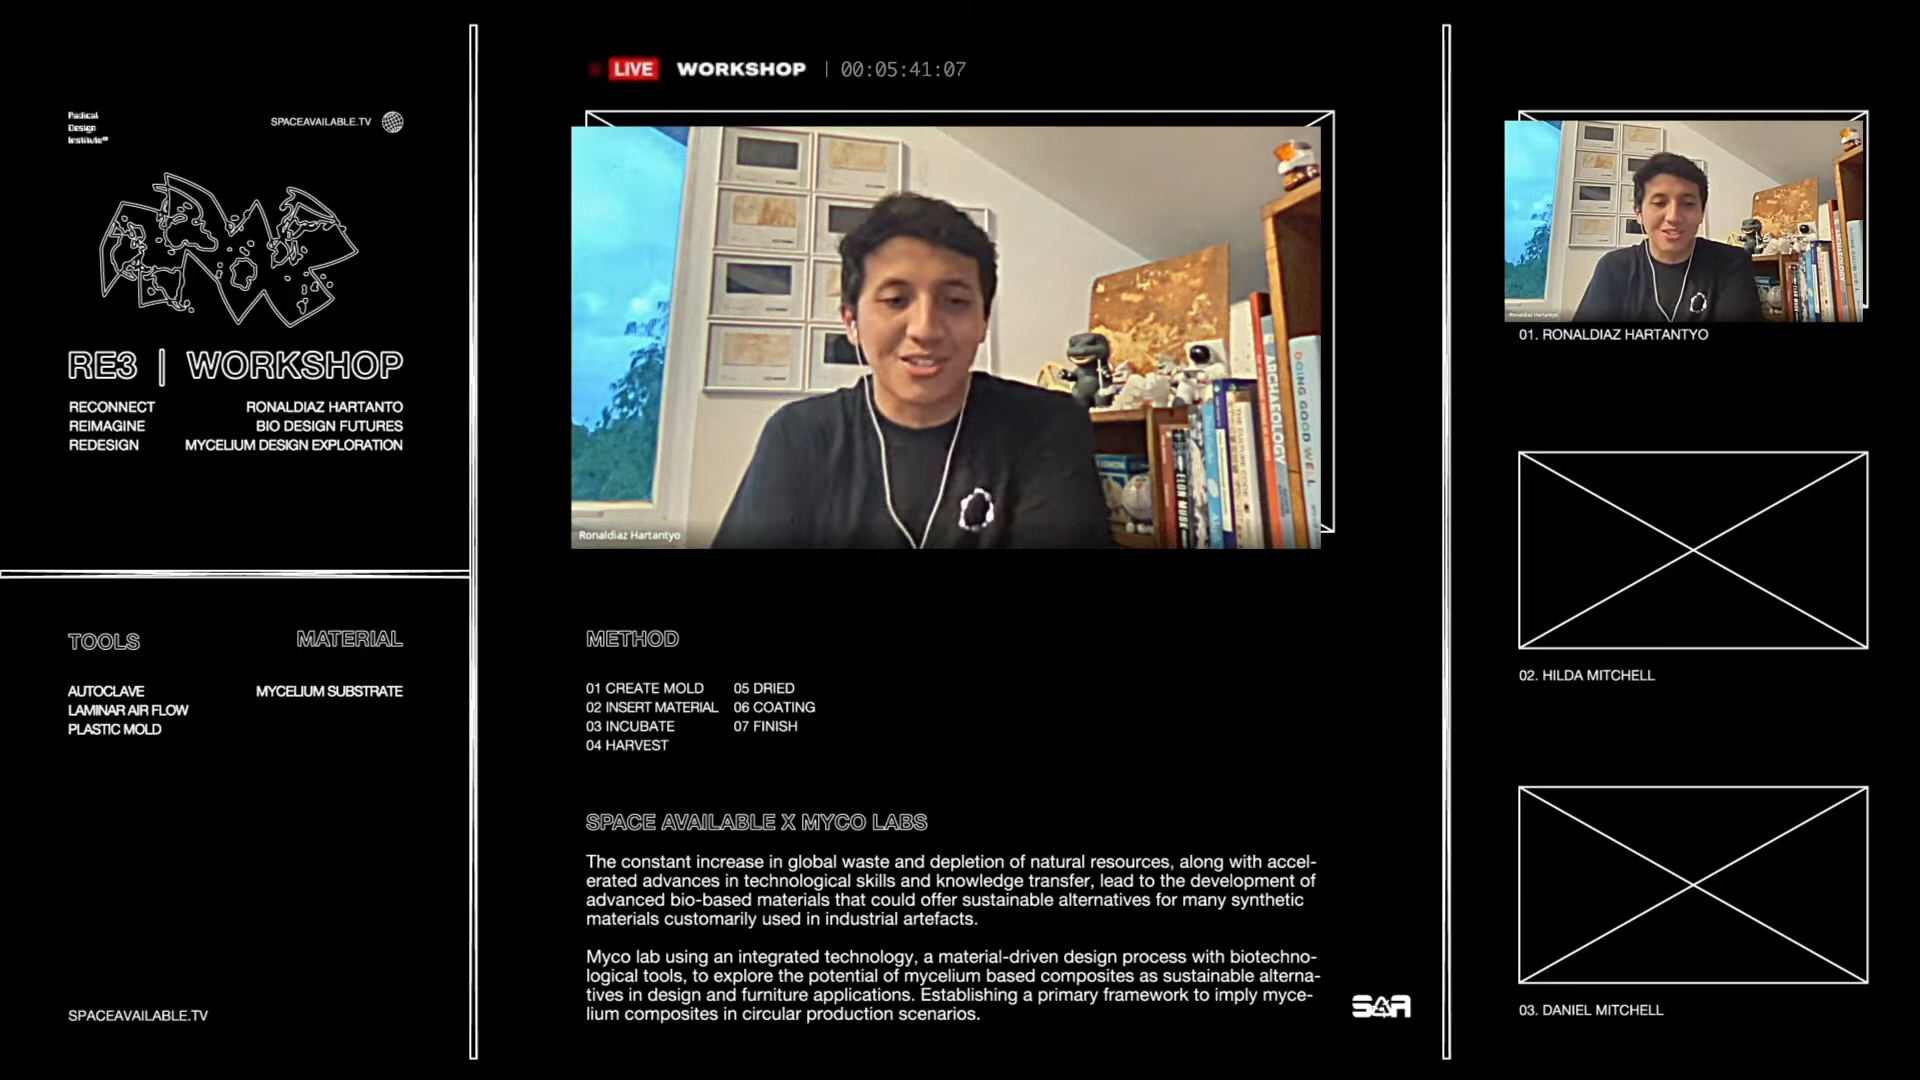 Radical
Design
Institute
SPACEAVAILABLE.TV
RE3 | WORKSHOP
RECONNECT
REIMAGINE
REDESIGN
RONALDIAZ HARTANTO
BIO DESIGN FUTURES
MYCELIUM DESIGN EXPLORATION
TOOLS
AUTOCLAVE
LAMINAR AIR FLOW
PLASTIC MOLD
MATERIAL
MYCELIUM SUBSTRATE
SPACEAVAILABLE.TV
LIVE WORKSHOP | 00:05:41:07
ARCHAEOLOGY
DOING GOOD WELL
ELON MUSK
Ronaldiaz Hartantyo
METHOD
01 CREATE MOLD
02 INSERT MATERIAL
03 INCUBATE
04 HARVEST
05 DRIED
06 COATING
07 FINISH
SPACE AVAILABLE X MYCO LABS
The constant increase in global waste and depletion of natural resources, along with accel-
erated advances in technological skills and knowledge transfer, lead to the development of
advanced bio-based materials that could offer sustainable alternatives for many synthetic
materials customarily used in industrial artefacts.
Myco lab using an integrated technology, a material-driven design process with biotechno-
logical tools, to explore the potential of mycelium based composites as sustainable alterna-
tives in design and furniture applications. Establishing a primary framework to imply myce-
lium composites in circular production scenarios.
Ronaldiaz Hartantyo
01. RONALDIAZ HARTANTYO
02. HILDA MITCHELL
03. DANIEL MITCHELL